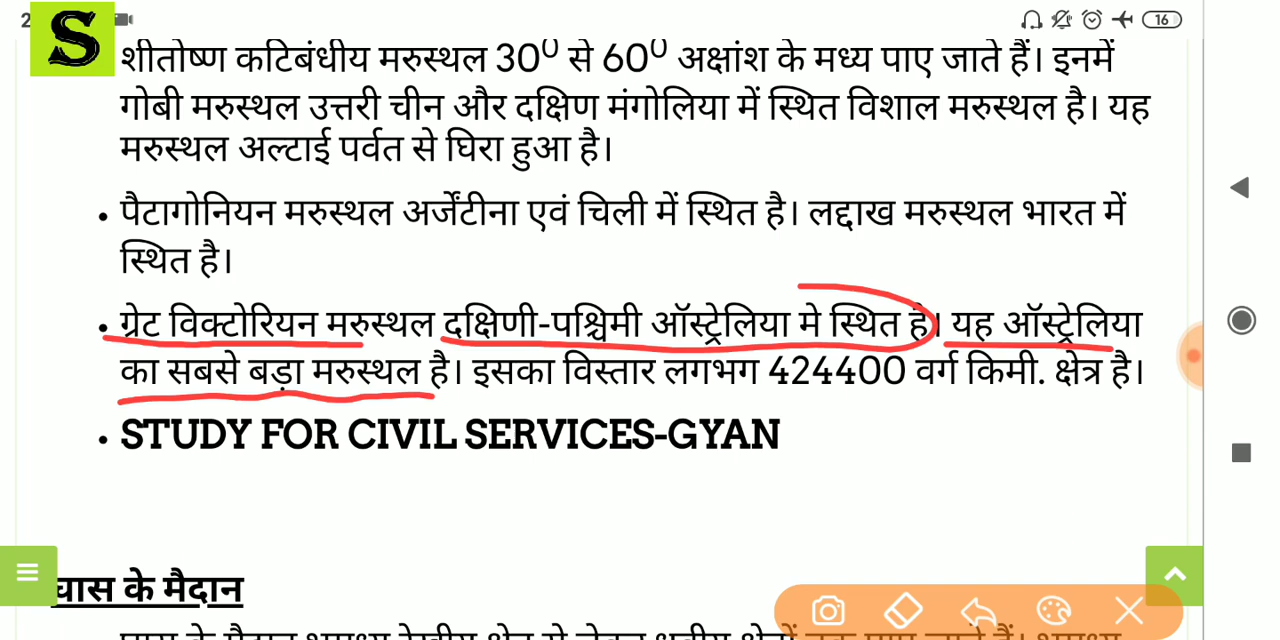 2
S
16
शीतोष्ण कटिबंधीय मरुस्थल 30⁰ से 60⁰ अक्षांश के मध्य पाए जाते हैं। इनमें
गोबी मरुस्थल उत्तरी चीन और दक्षिण मंगोलिया में स्थित विशाल मरुस्थल है। यह
मरुस्थल अल्टाई पर्वत से घिरा हुआ है।
• पैटागोनियन मरुस्थल अर्जेंटीना एवं चिली में स्थित है। लद्दाख मरुस्थल भारत में
स्थित है।
• ग्रेट विक्टोरियन मरुस्थल दक्षिणी-पश्चिमी ऑस्ट्रेलिया मे स्थित है। यह ऑस्ट्रेलिया
का सबसे बड़ा मरुस्थल है। इसका विस्तार लगभग 424400 वर्ग किमी. क्षेत्र है।
• STUDY FOR CIVIL SERVICES-GYAN
घास के मैदान